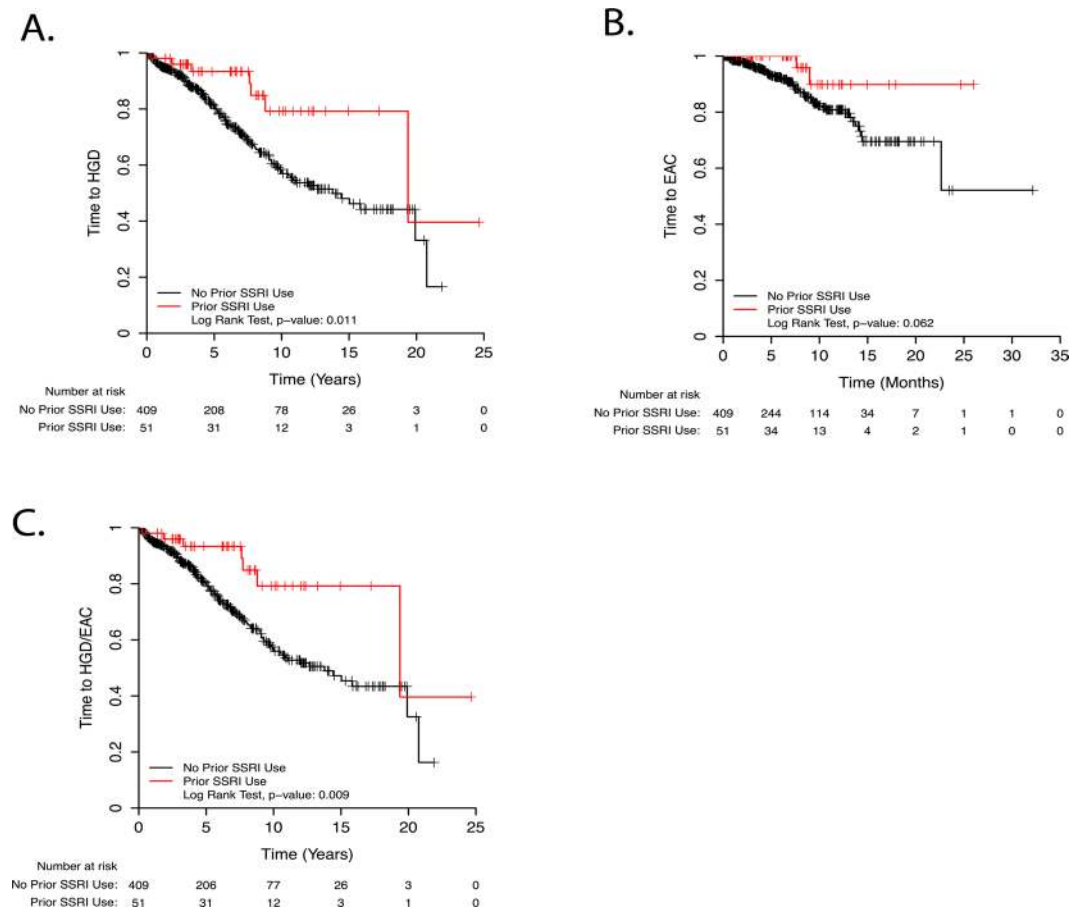 A.
Time to HGD
1
0.8
0.6
0.4
0.2
0
No Prior SSRI Use
Prior SSRI Use
Log Rank Test, p-value: 0.011
0 5 10 15 20 25
Time (Years)
Number at risk
No Prior SSRI Use: 409 208 78 26 3 0
Prior SSRI Use: 51 31 12 3 1 0
B.
Time to EAC
1
0.8
0.6
0.4
0.2
0
No Prior SSRI Use
Prior SSRI Use
Log Rank Test, p-value: 0.062
0 5 10 15 20 25 30 35
Time (Months)
Number at risk
No Prior SSRI Use: 409 244 114 34 7 1 1 0
Prior SSRI Use: 51 34 13 4 2 1 0 0
C.
Time to HGD/EAC
1
0.8
0.6
0.4
0.2
0
No Prior SSRI Use
Prior SSRI Use
Log Rank Test, p-value: 0.009
0 5 10 15 20 25
Time (Years)
Number at risk
No Prior SSRI Use: 409 206 77 26 3 0
Prior SSRI Use: 51 31 12 3 1 0